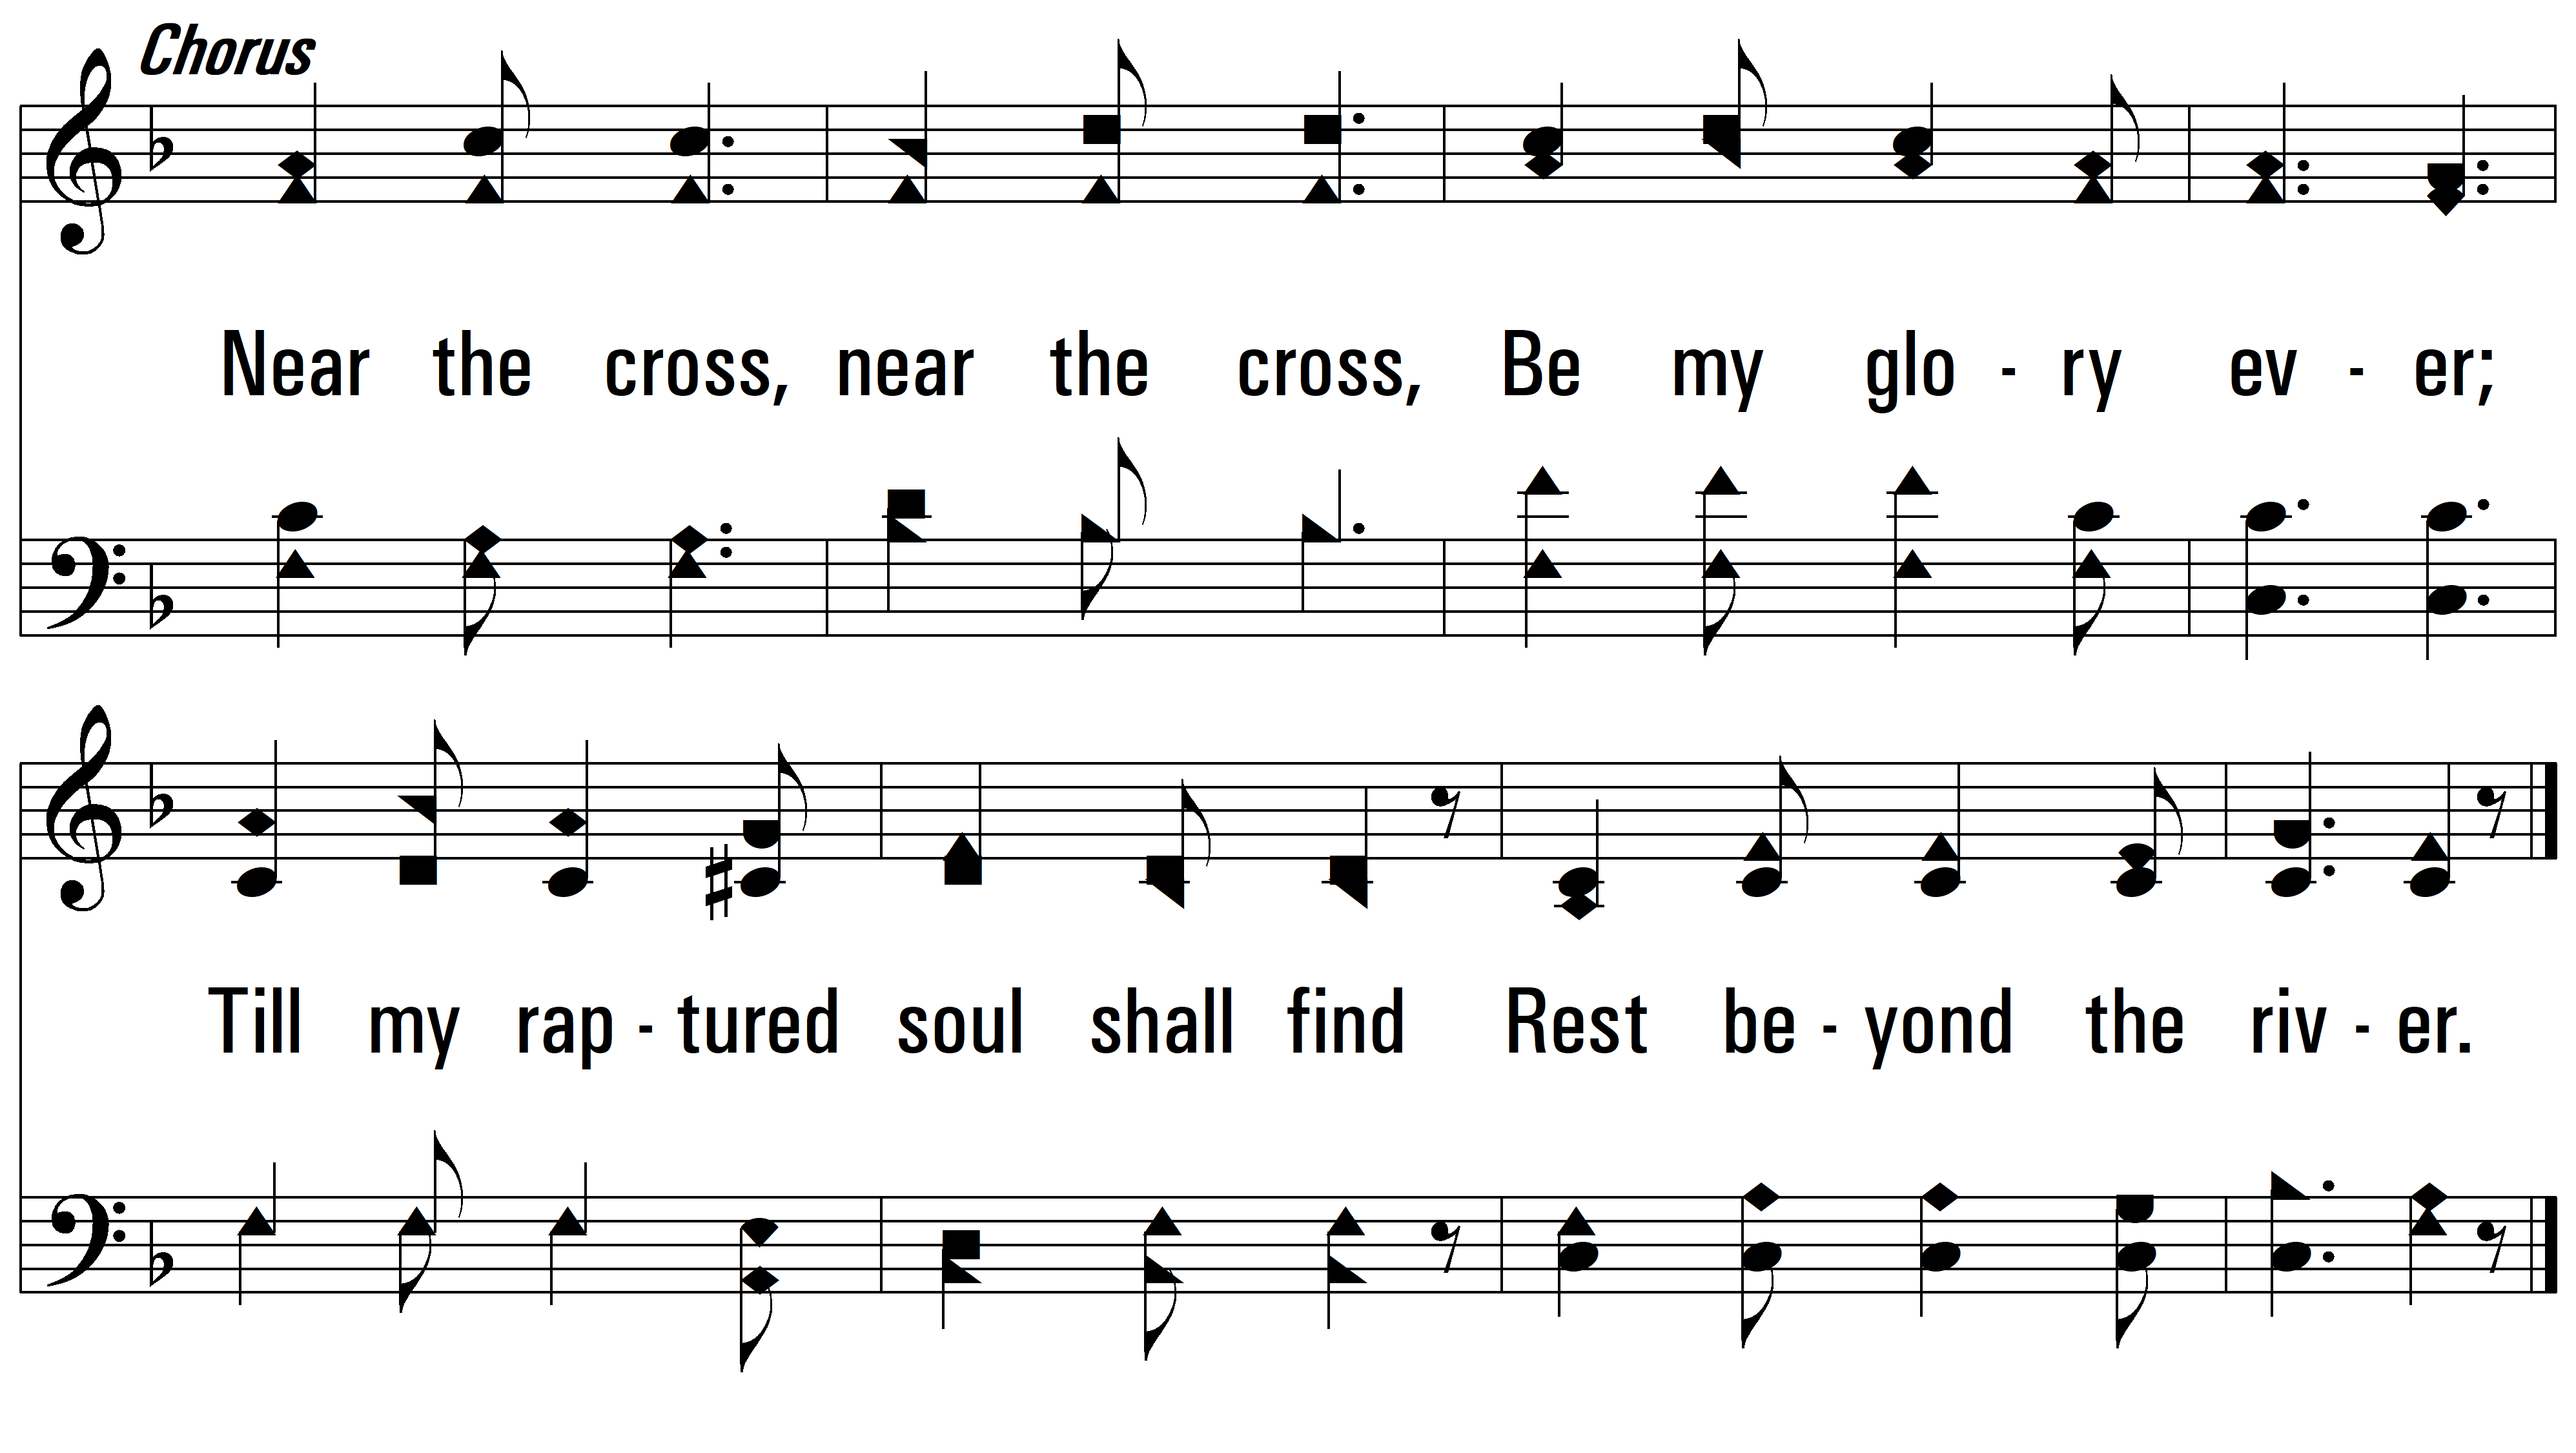 Chorus
Near the cross, near the cross, Be my glo - ry ev - er;
Till my rap - tured soul shall find Rest be - yond the riv - er.